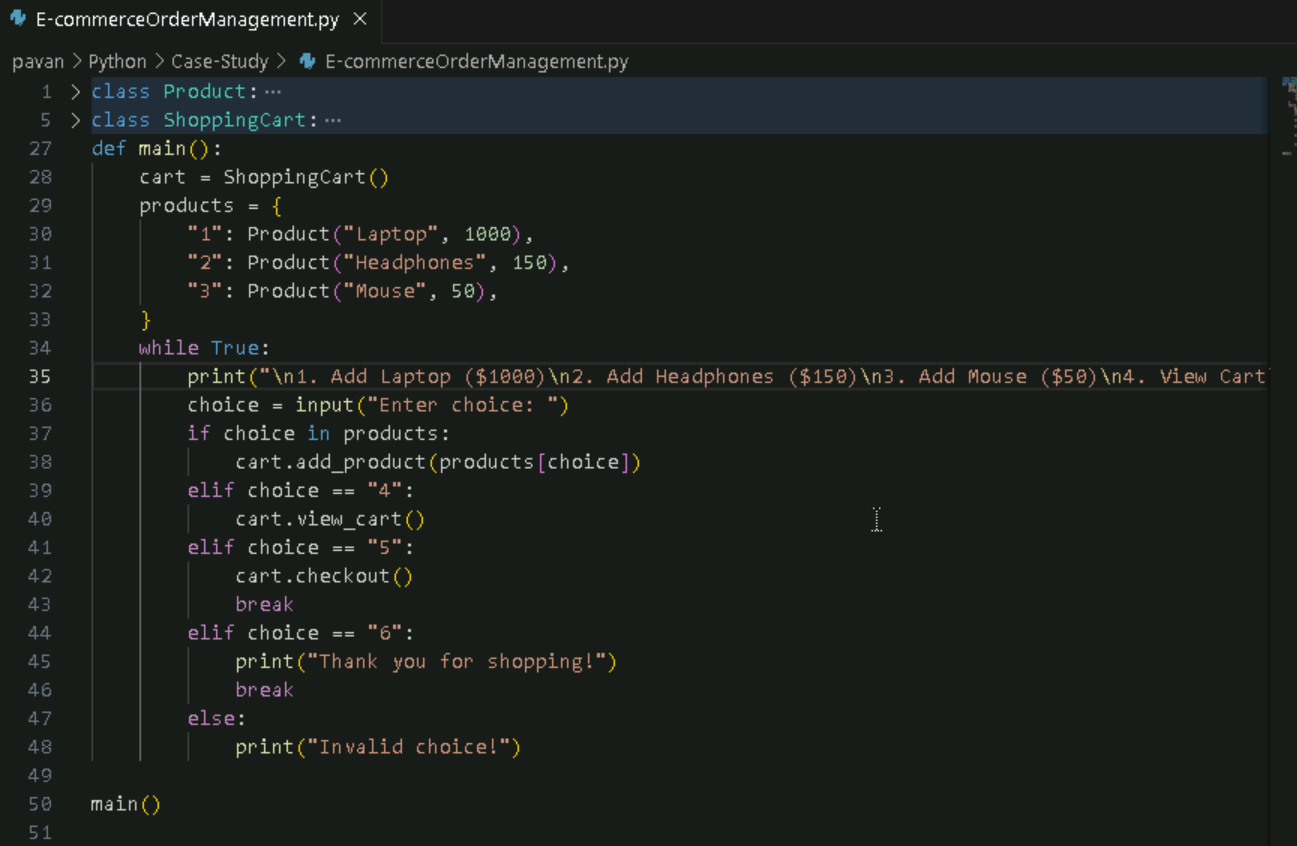 E-commerceOrderManagement.py ×
pavan > Python > Case-Study > E-commerceOrderManagement.py
1 > class Product: ···
5 > class ShoppingCart: ···
27 def main():
28     cart = ShoppingCart()
29     products = {
30         "1": Product("Laptop", 1000),
31         "2": Product("Headphones", 150),
32         "3": Product("Mouse", 50),
33     }
34     while True:
35         print("\n1. Add Laptop ($1000)\n2. Add Headphones ($150)\n3. Add Mouse ($50)\n4. View Cart
36         choice = input("Enter choice: ")
37         if choice in products:
38             cart.add_product(products[choice])
39         elif choice == "4":
40             cart.view_cart()
41         elif choice == "5":
42             cart.checkout()
43             break
44         elif choice == "6":
45             print("Thank you for shopping!")
46             break
47         else:
48             print("Invalid choice!")
49
50 main()
51